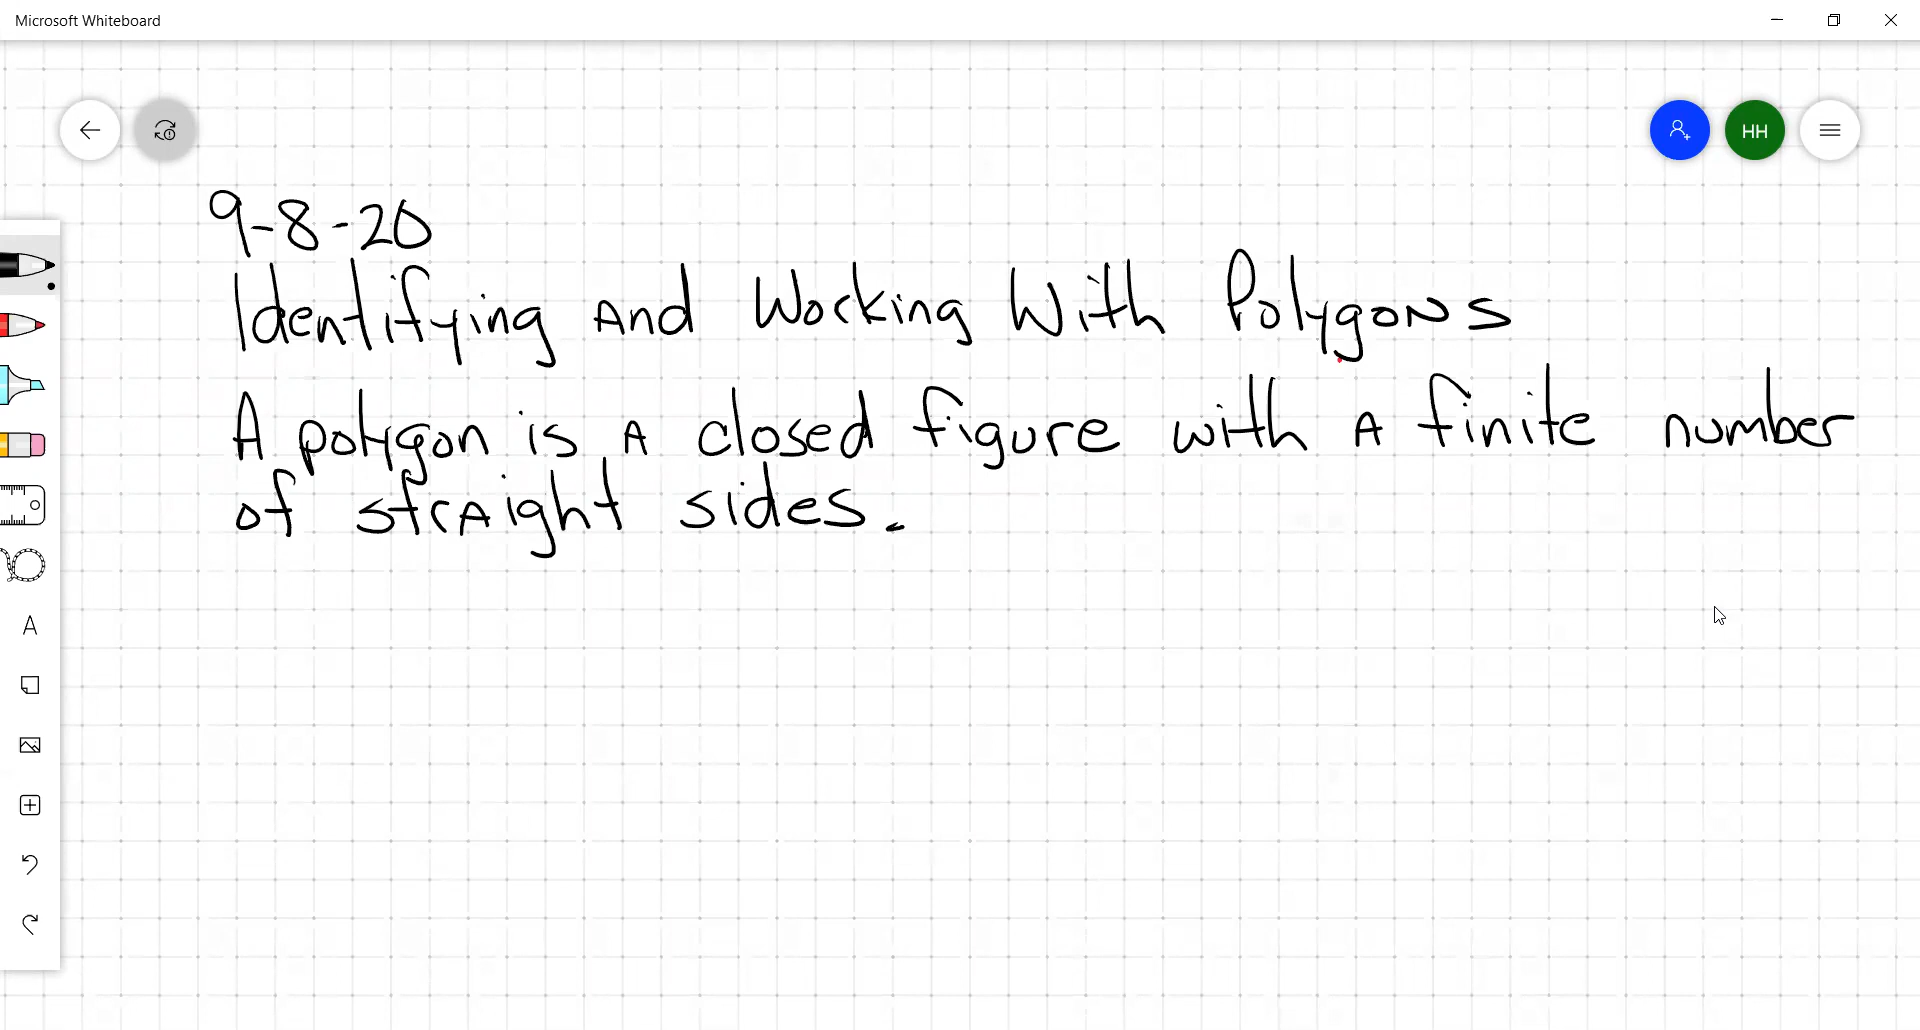 Microsoft Whiteboard
HH
9-8-20
Identifying And Working With Polygons
A polygon is A closed figure with A finite number
of straight sides.
A